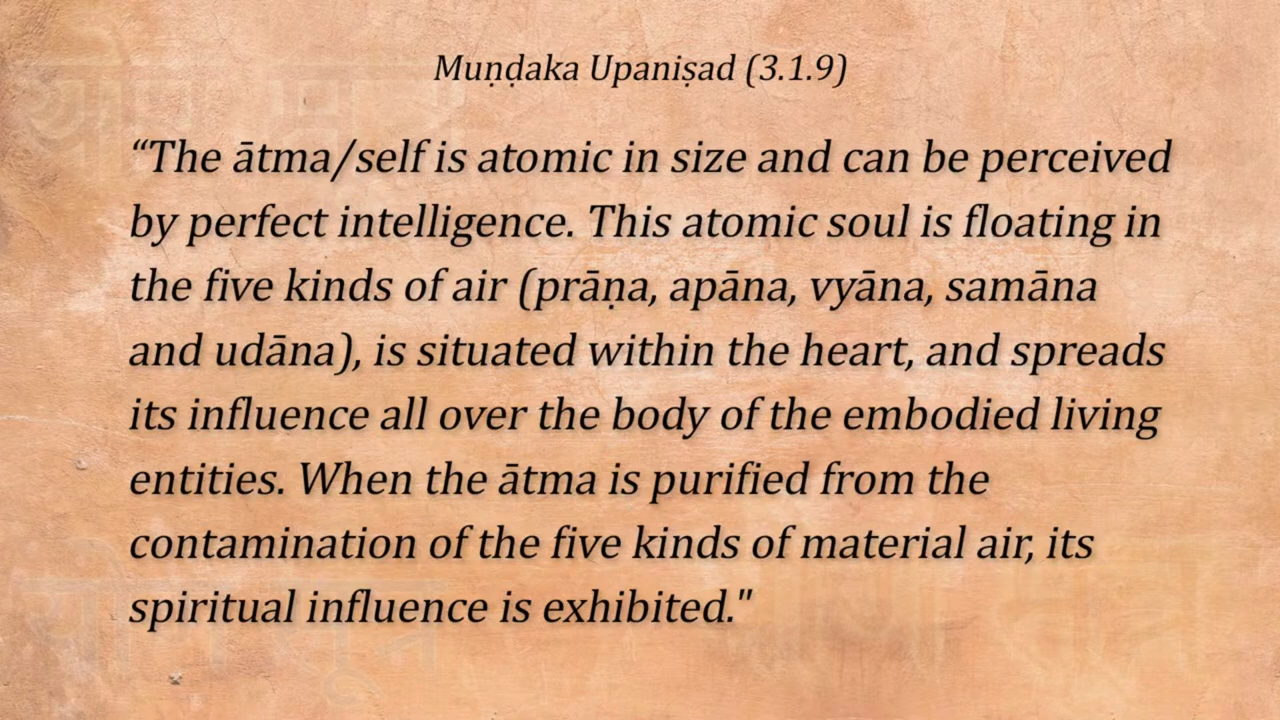 Muṇḍaka Upaniṣad (3.1.9)
“The ātma/self is atomic in size and can be perceived
by perfect intelligence. This atomic soul is floating in
the five kinds of air (prāṇa, apāna, vyāna, samāna
and udāna), is situated within the heart, and spreads
its influence all over the body of the embodied living
entities. When the ātma is purified from the
contamination of the five kinds of material air, its
spiritual influence is exhibited."